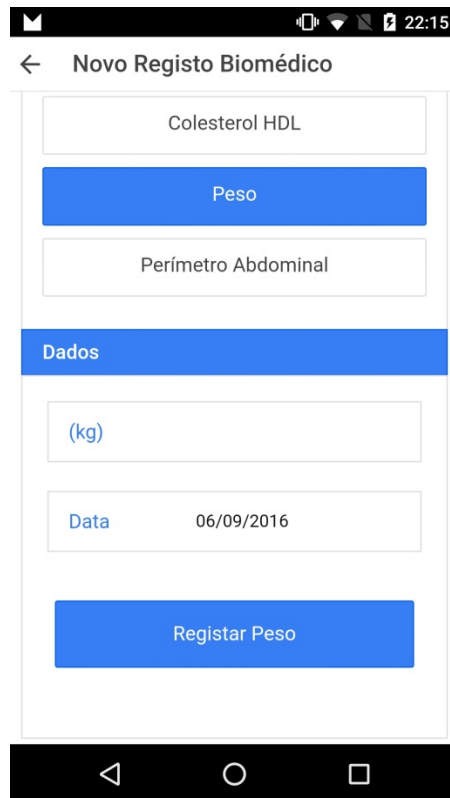 22:15
Novo Registo Biomédico
Colesterol HDL
Peso
Perímetro Abdominal
Dados
(kg)
Data 06/09/2016
Registar Peso